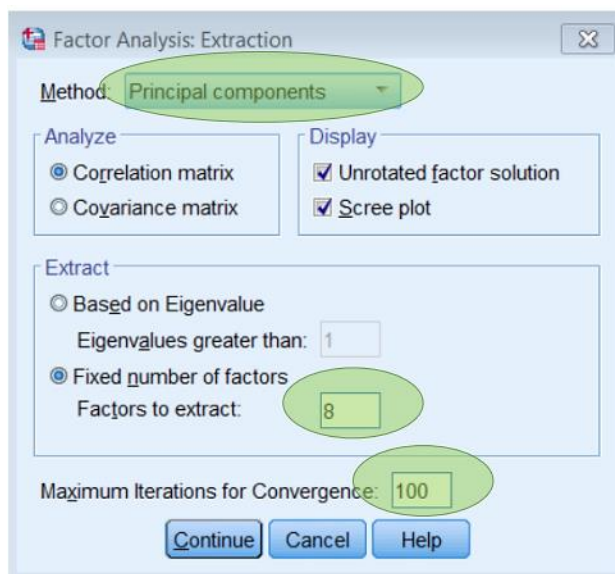 Factor Analysis: Extraction
Method: Principal components
Analyze
Correlation matrix
Covariance matrix
Display
Unrotated factor solution
Scree plot
Extract
Based on Eigenvalue
Eigenvalues greater than: 1
Fixed number of factors
Factors to extract: 8
Maximum Iterations for Convergence: 100
Continue Cancel Help